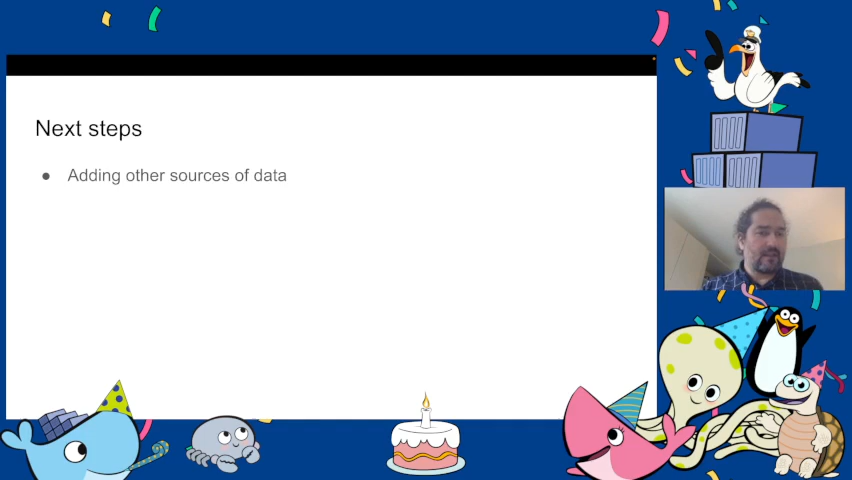 Next steps
● Adding other sources of data